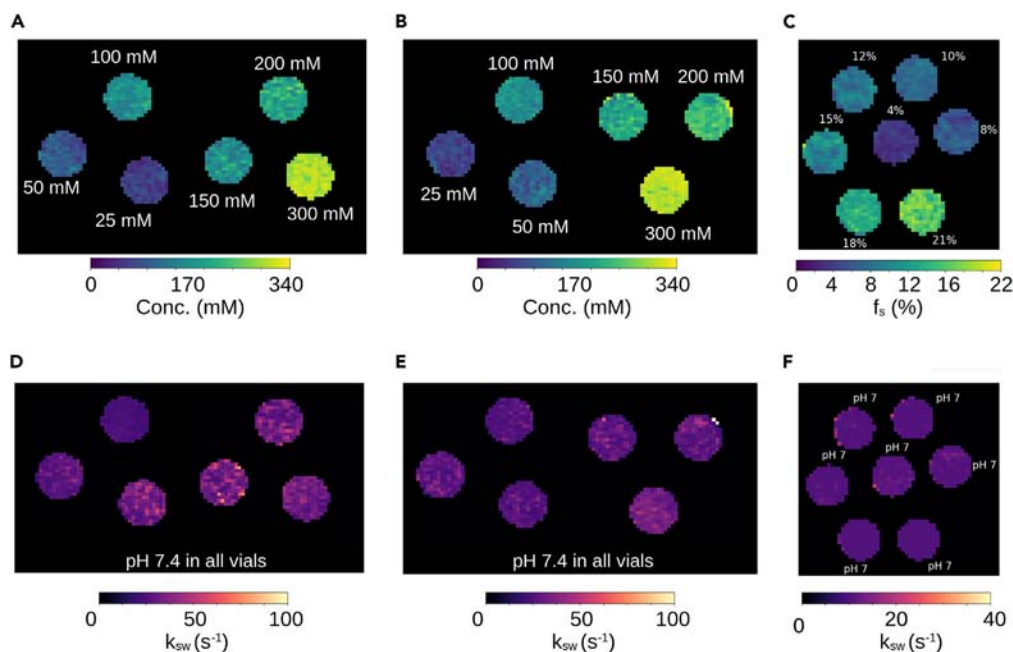 A
100 mM
200 mM
50 mM
25 mM
150 mM
300 mM
0 170 340
Conc. (mM)
B
100 mM
150 mM 200 mM
25 mM
50 mM
300 mM
0 170 340
Conc. (mM)
C
12% 10%
15% 4% 8%
18% 21%
0 4 8 12 16 22
fs (%)
D
pH 7.4 in all vials
0 50 100
ksw (s⁻¹)
E
pH 7.4 in all vials
0 50 100
ksw (s⁻¹)
F
pH 7 pH 7
pH 7 pH 7 pH 7
pH 7 pH 7
0 20 40
ksw (s⁻¹)